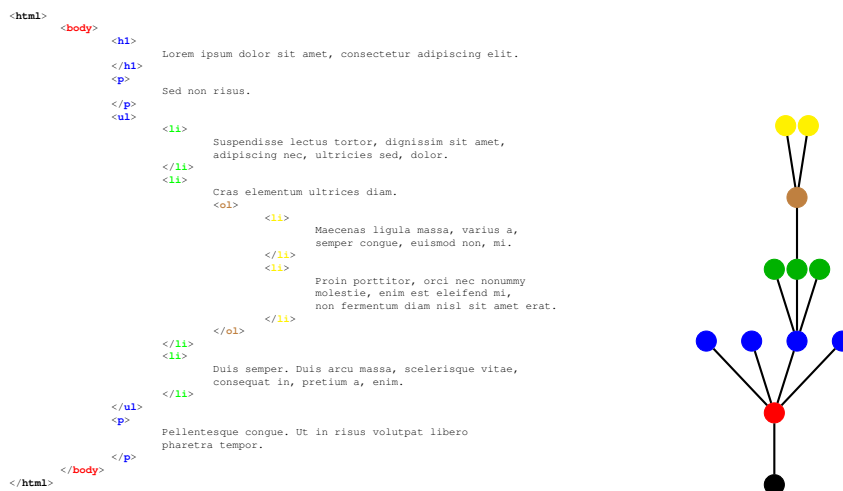 <html>
<body>
<h1>
Lorem ipsum dolor sit amet, consectetur adipiscing elit.
</h1>
<p>
Sed non risus.
</p>
<ul>
<li>
Suspendisse lectus tortor, dignissim sit amet,
adipiscing nec, ultricies sed, dolor.
</li>
<li>
Cras elementum ultrices diam.
<ol>
<li>
Maecenas ligula massa, varius a,
semper congue, euismod non, mi.
</li>
<li>
Proin porttitor, orci nec nonummy
molestie, enim est eleifend mi,
non fermentum diam nisl sit amet erat.
</li>
</ol>
</li>
<li>
Duis semper. Duis arcu massa, scelerisque vitae,
consequat in, pretium a, enim.
</li>
</ul>
<p>
Pellentesque congue. Ut in risus volutpat libero
pharetra tempor.
</p>
</body>
</html>